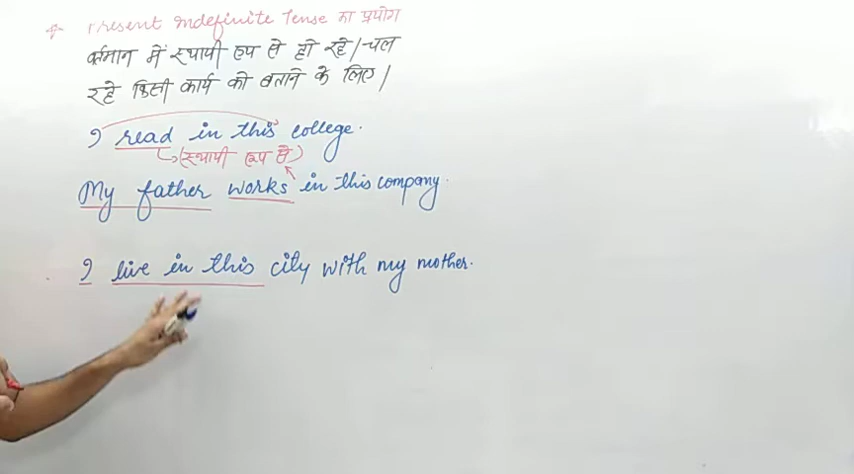 Present Indefinite Tense का प्रयोग
वर्तमान में स्थायी रूप से हो रहे/चल
रहे किसी कार्य को बताने के लिए/
I read in this college.
(स्थायी रूप से)
My father works in this company.
I live in this city with my mother.